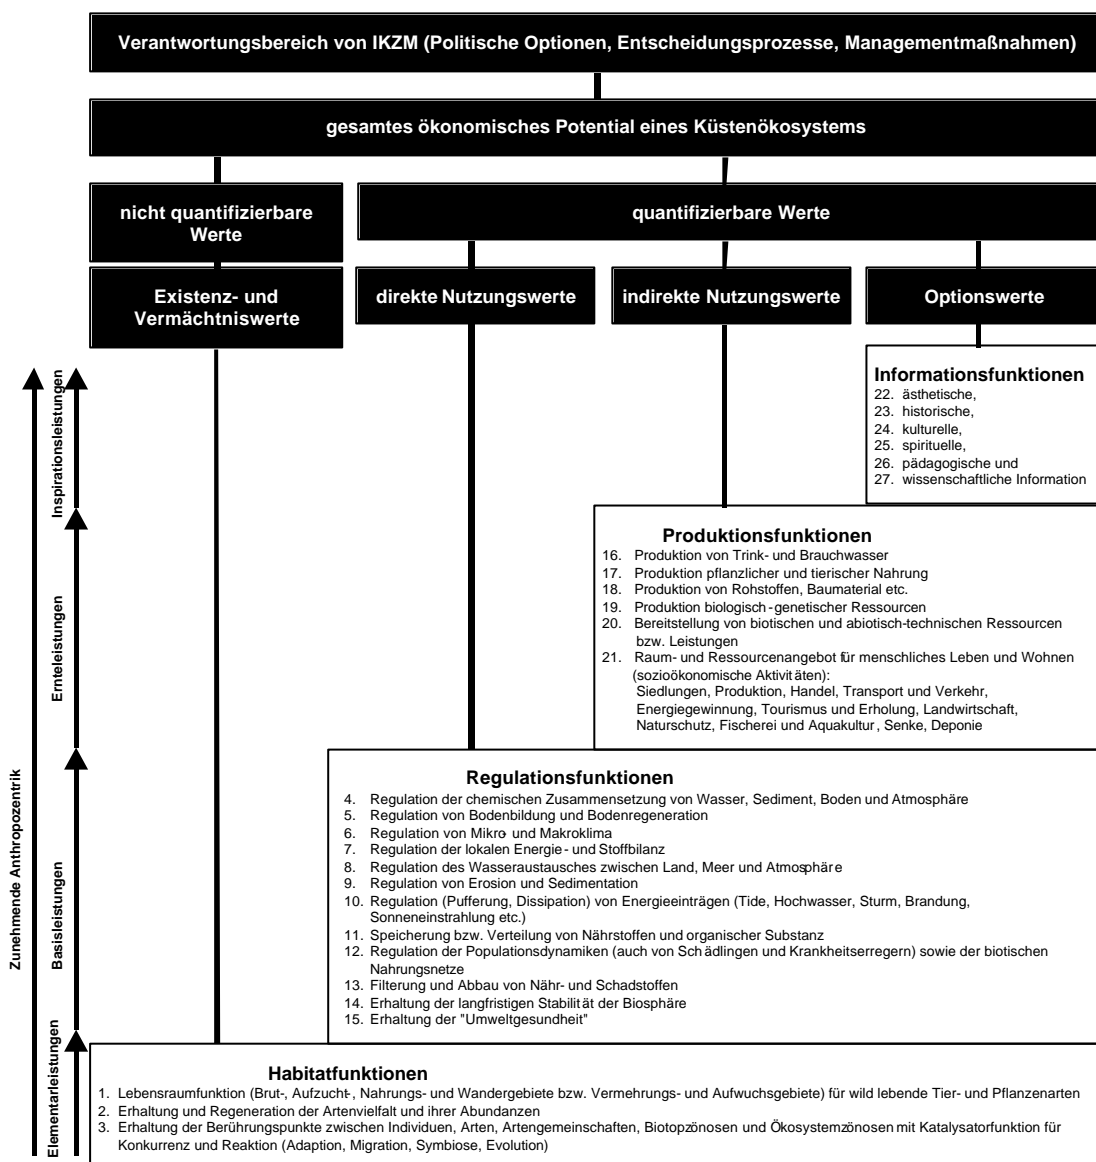 Verantwortungsbereich von IKZM (Politische Optionen, Entscheidungsprozesse, Managementmaßnahmen)
gesamtes ökonomisches Potential eines Küstenökosystems
nicht quantifizierbare
Werte
quantifizierbare Werte
Existenz- und
Vermächtniswerte
direkte Nutzungswerte
indirekte Nutzungswerte
Optionswerte
Zunehmende Anthropozentrik
Inspirationsleistungen
Ernteleistungen
Basisleistungen
Elementarleistungen
Informationsfunktionen
22. ästhetische,
23. historische,
24. kulturelle,
25. spirituelle,
26. pädagogische und
27. wissenschaftliche Information
Produktionsfunktionen
16. Produktion von Trink- und Brauchwasser
17. Produktion pflanzlicher und tierischer Nahrung
18. Produktion von Rohstoffen, Baumaterial etc.
19. Produktion biologisch-genetischer Ressourcen
20. Bereitstellung von biotischen und abiotisch-technischen Ressourcen
bzw. Leistungen
21. Raum- und Ressourcenangebot für menschliches Leben und Wohnen
(sozioökonomische Aktivitäten):
Siedlungen, Produktion, Handel, Transport und Verkehr,
Energiegewinnung, Tourismus und Erholung, Landwirtschaft,
Naturschutz, Fischerei und Aquakultur, Senke, Deponie
Regulationsfunktionen
4. Regulation der chemischen Zusammensetzung von Wasser, Sediment, Boden und Atmosphäre
5. Regulation von Bodenbildung und Bodenregeneration
6. Regulation von Mikro- und Makroklima
7. Regulation der lokalen Energie- und Stoffbilanz
8. Regulation des Wasseraustausches zwischen Land, Meer und Atmosphäre
9. Regulation von Erosion und Sedimentation
10. Regulation (Pufferung, Dissipation) von Energieeinträgen (Tide, Hochwasser, Sturm, Brandung,
Sonneneinstrahlung etc.)
11. Speicherung bzw. Verteilung von Nährstoffen und organischer Substanz
12. Regulation der Populationsdynamiken (auch von Schädlingen und Krankheitserregern) sowie der biotischen
Nahrungsnetze
13. Filterung und Abbau von Nähr- und Schadstoffen
14. Erhaltung der langfristigen Stabilität der Biosphäre
15. Erhaltung der "Umweltgesundheit"
Habitatfunktionen
1. Lebensraumfunktion (Brut-, Aufzucht-, Nahrungs- und Wandergebiete bzw. Vermehrungs- und Aufwuchsgebiete) für wild lebende Tier- und Pflanzenarten
2. Erhaltung und Regeneration der Artenvielfalt und ihrer Abundanzen
3. Erhaltung der Berührungspunkte zwischen Individuen, Arten, Artengemeinschaften, Biotopzönosen und Ökosystemzönosen mit Katalysatorfunktion für
Konkurrenz und Reaktion (Adaption, Migration, Symbiose, Evolution)